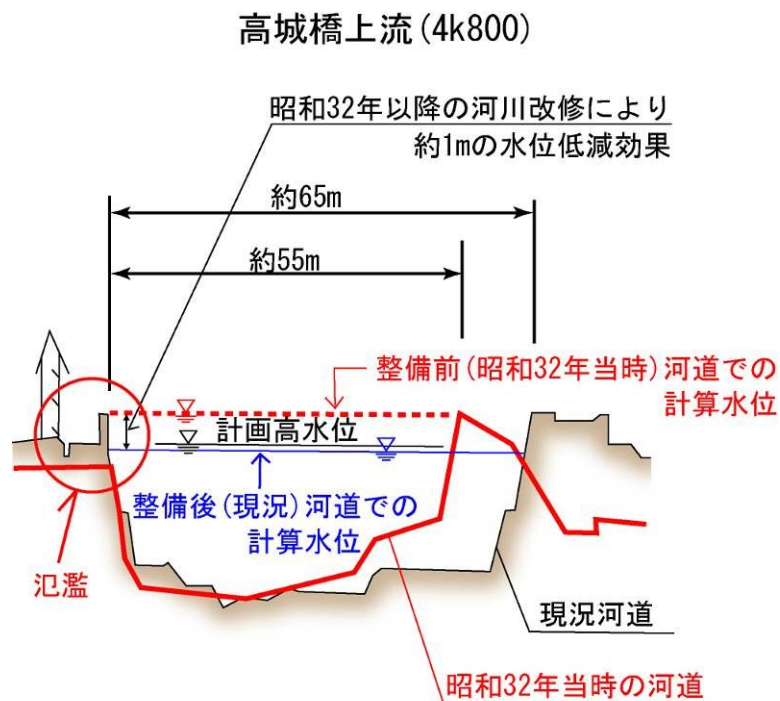 高城橋上流(4k800)
昭和32年以降の河川改修により
約1mの水位低減効果
約65m
約55m
整備前(昭和32年当時)河道での
計算水位
計画高水位
整備後(現況)河道での
計算水位
氾濫
現況河道
昭和32年当時の河道